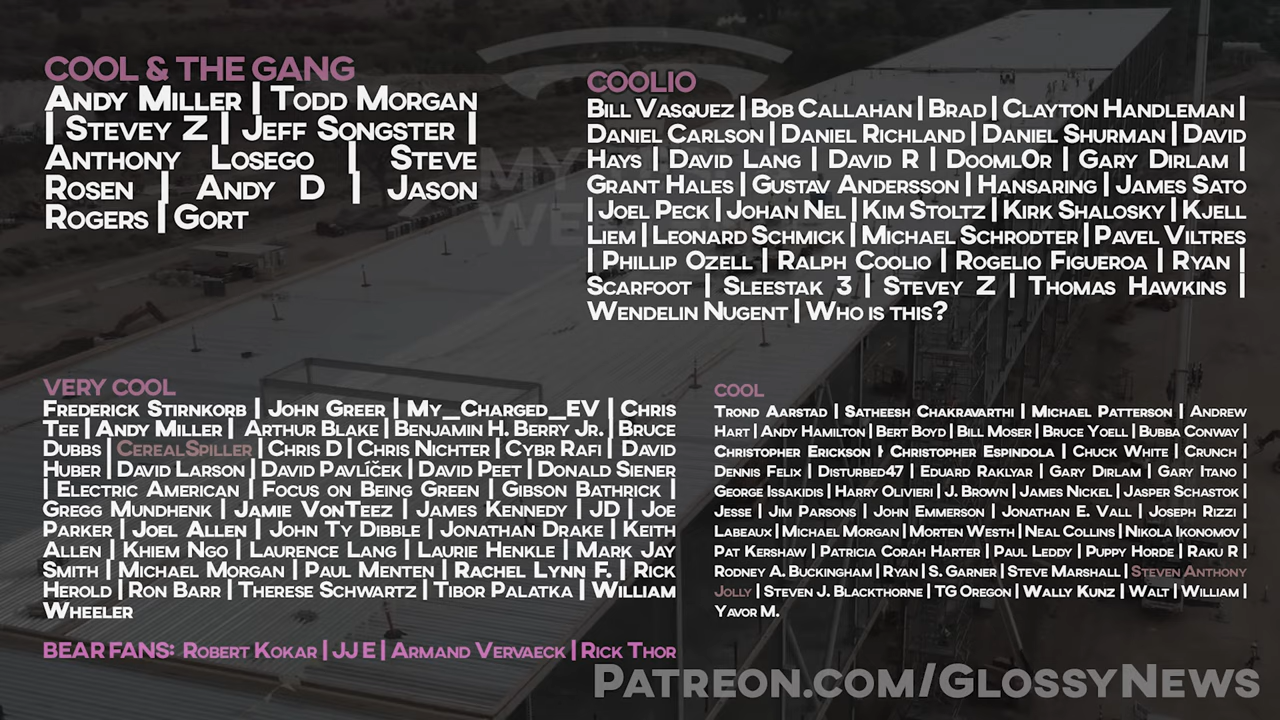 COOL & THE GANG
ANDY MILLER | TODD MORGAN
| STEVEY Z | JEFF SONGSTER |
ANTHONY LOSEGO | STEVE
ROSEN | ANDY D | JASON
ROGERS | GORT
COOLIO
BILL VASQUEZ | BOB CALLAHAN | BRAD | CLAYTON HANDLEMAN |
DANIEL CARLSON | DANIEL RICHLAND | DANIEL SHURMAN | DAVID
HAYS | DAVID LANG | DAVID R | DOOML0R | GARY DIRLAM |
GRANT HALES | GUSTAV ANDERSSON | HANSARING | JAMES SATO
| JOEL PECK | JOHAN NEL | KIM STOLTZ | KIRK SHALOSKY | KJELL
LIEM | LEONARD SCHMICK | MICHAEL SCHRODTER | PAVEL VILTRES
| PHILLIP OZELL | RALPH COOLIO | ROGELIO FIGUEROA | RYAN |
SCARFOOT | SLEESTAK 3 | STEVEY Z | THOMAS HAWKINS |
WENDELIN NUGENT | WHO IS THIS?
VERY COOL
FREDERICK STIRNKORB | JOHN GREER | MY_CHARGED_EV | CHRIS
TEE | ANDY MILLER | ARTHUR BLAKE | BENJAMIN H. BERRY JR. | BRUCE
DUBBS | CEREALSPILLER | CHRIS D | CHRIS NICHTER | CYBR RAFI | DAVID
HUBER | DAVID LARSON | DAVID PAVLÍČEK | DAVID PEET | DONALD SIENER
| ELECTRIC AMERICAN | FOCUS ON BEING GREEN | GIBSON BATHRICK |
GREGG MUNDHENK | JAMIE VONTEEZ | JAMES KENNEDY | JD | JOE
PARKER | JOEL ALLEN | JOHN TY DIBBLE | JONATHAN DRAKE | KEITH
ALLEN | KHIEM NGO | LAURENCE LANG | LAURIE HENKLE | MARK JAY
SMITH | MICHAEL MORGAN | PAUL MENTEN | RACHEL LYNN F. | RICK
HEROLD | RON BARR | THERESE SCHWARTZ | TIBOR PALATKA | WILLIAM
WHEELER
BEAR FANS: ROBERT KOKAR | JJ E | ARMAND VERVAECK | RICK THOR
COOL
TROND AARSTAD | SATHEESH CHAKRAVARTHI | MICHAEL PATTERSON | ANDREW
HART | ANDY HAMILTON | BERT BOYD | BILL MOSER | BRUCE YOELL | BUBBA CONWAY |
CHRISTOPHER ERICKSON | CHRISTOPHER ESPINDOLA | CHUCK WHITE | CRUNCH |
DENNIS FELIX | DISTURBED47 | EDUARD RAKLYAR | GARY DIRLAM | GARY ITANO |
GEORGE ISSAKIDIS | HARRY OLIVIERI | J. BROWN | JAMES NICKEL | JASPER SCHASTOK |
JESSE | JIM PARSONS | JOHN EMMERSON | JONATHAN E. VALL | JOSEPH RIZZI |
LABEAUX | MICHAEL MORGAN | MORTEN WESTH | NEAL COLLINS | NIKOLA IKONOMOV |
PAT KERSHAW | PATRICIA CORAH HARTER | PAUL LEDDY | PUPPY HORDE | RAKU R |
RODNEY A. BUCKINGHAM | RYAN | S. GARNER | STEVE MARSHALL | STEVEN ANTHONY
JOLLY | STEVEN J. BLACKTHORNE | TG OREGON | WALLY KUNZ | WALT | WILLIAM |
YAVOR M.
PATREON.COM/GLOSSYNEWS